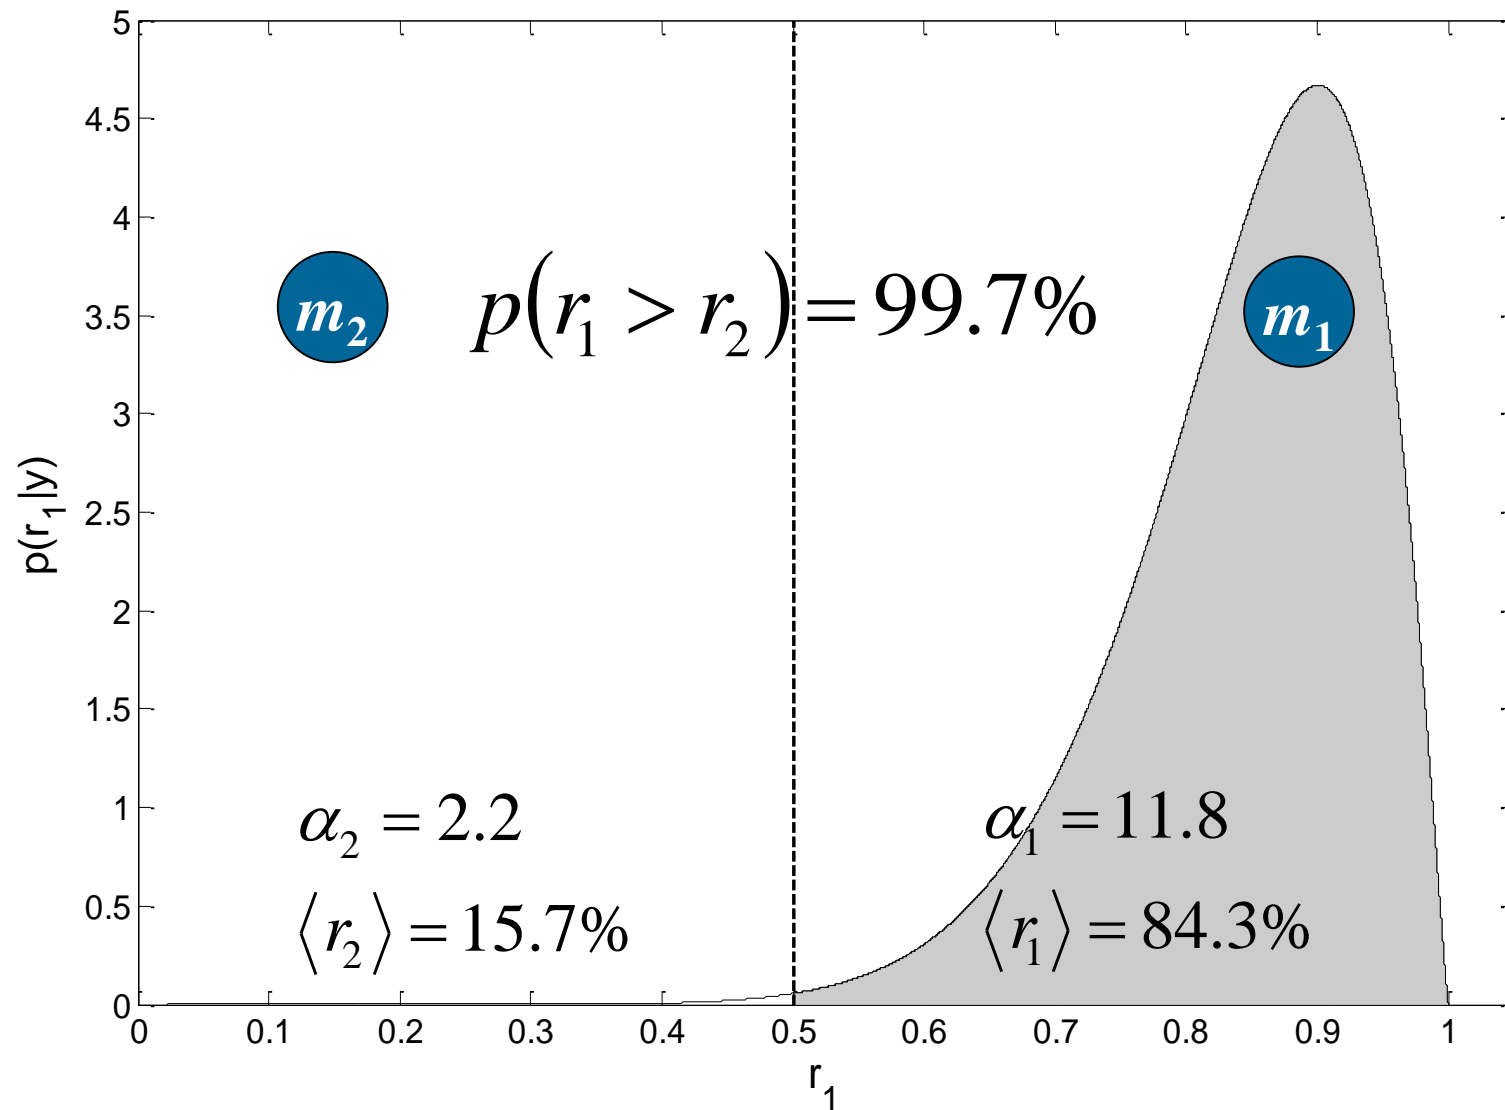 5
4.5
4
3.5
3
2.5
2
1.5
1
0.5
0
p(r₁|y)
m₂
p(r₁ > r₂) = 99.7%
m₁
α₂ = 2.2
α₁ = 11.8
⟨r₂⟩ = 15.7%
⟨r₁⟩ = 84.3%
0 0.1 0.2 0.3 0.4 0.5 0.6 0.7 0.8 0.9 1
r₁